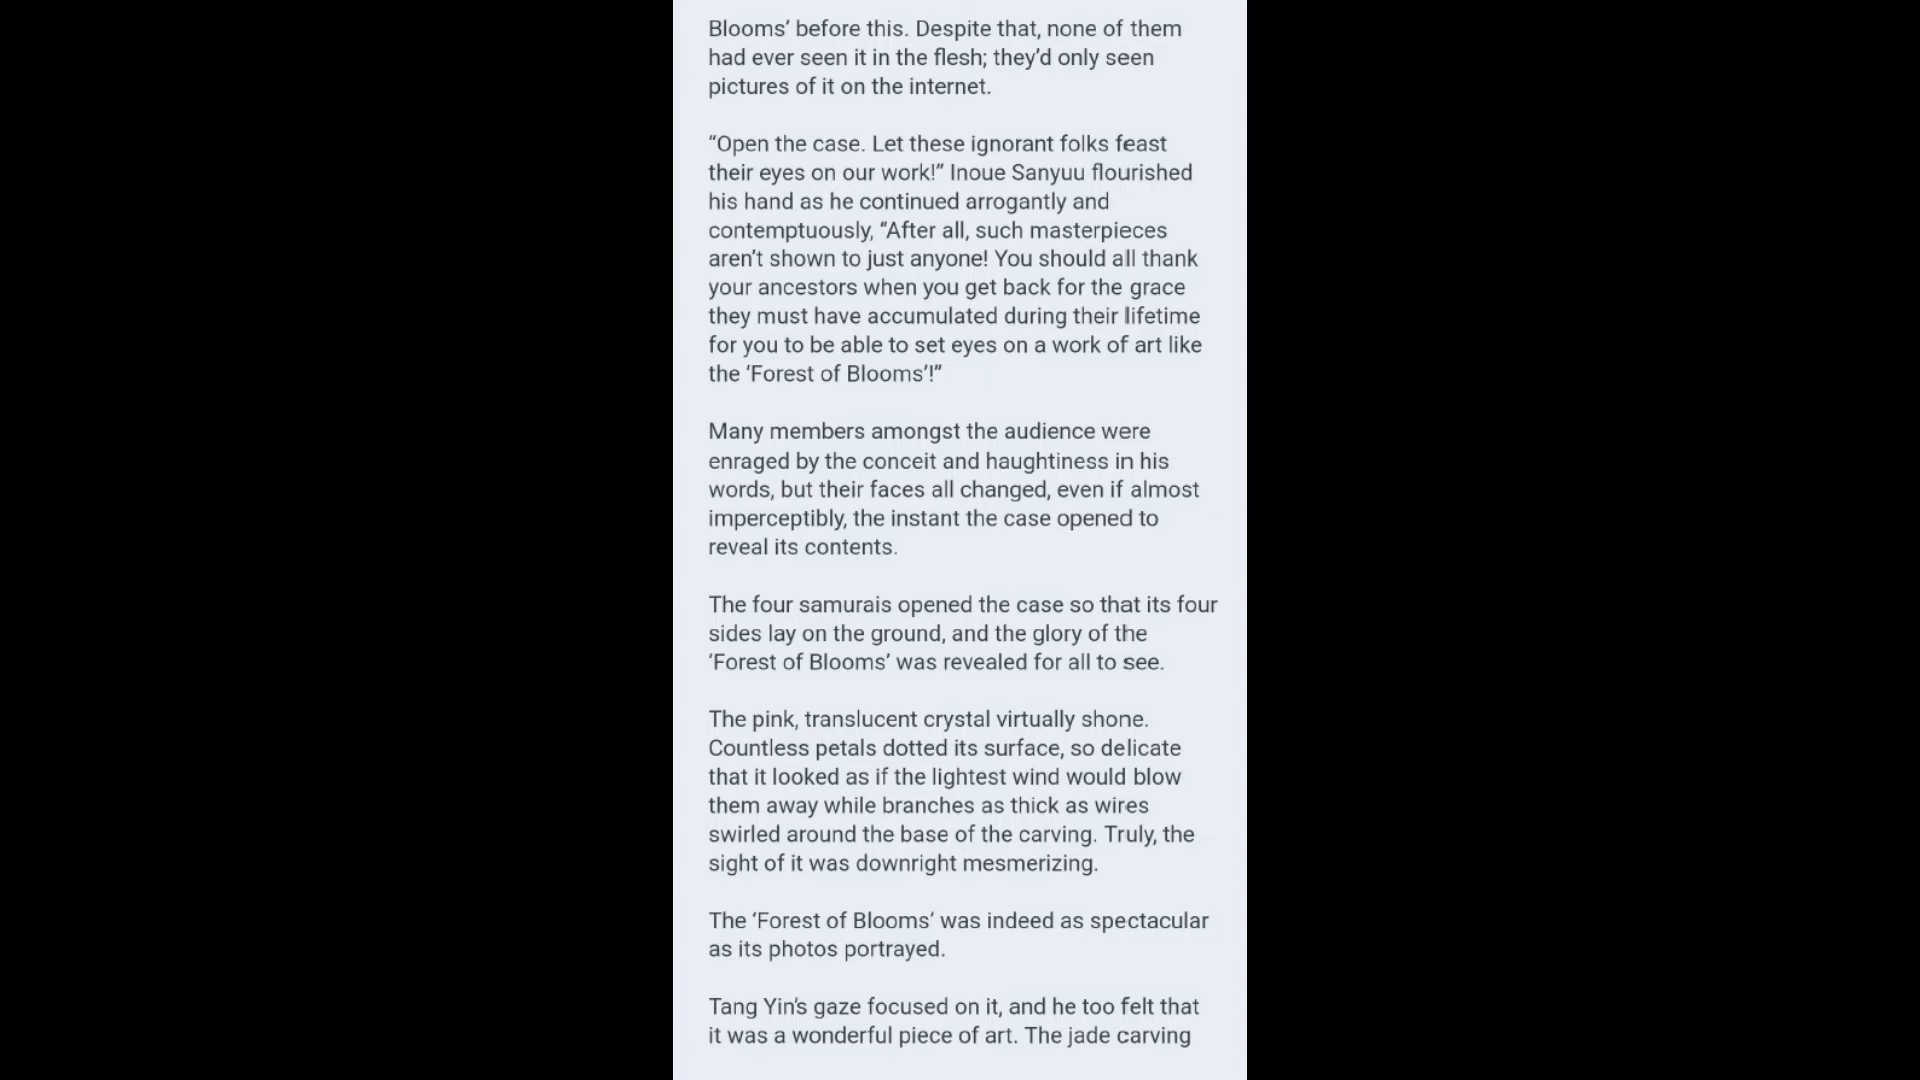 Blooms’ before this. Despite that, none of them
had ever seen it in the flesh; they’d only seen
pictures of it on the internet.
“Open the case. Let these ignorant folks feast
their eyes on our work!” Inoue Sanyuu flourished
his hand as he continued arrogantly and
contemptuously, “After all, such masterpieces
aren’t shown to just anyone! You should all thank
your ancestors when you get back for the grace
they must have accumulated during their lifetime
for you to be able to set eyes on a work of art like
the ‘Forest of Blooms’!”
Many members amongst the audience were
enraged by the conceit and haughtiness in his
words, but their faces all changed, even if almost
imperceptibly, the instant the case opened to
reveal its contents.
The four samurais opened the case so that its four
sides lay on the ground, and the glory of the
‘Forest of Blooms’ was revealed for all to see.
The pink, translucent crystal virtually shone.
Countless petals dotted its surface, so delicate
that it looked as if the lightest wind would blow
them away while branches as thick as wires
swirled around the base of the carving. Truly, the
sight of it was downright mesmerizing.
The ‘Forest of Blooms’ was indeed as spectacular
as its photos portrayed.
Tang Yin’s gaze focused on it, and he too felt that
it was a wonderful piece of art. The jade carving